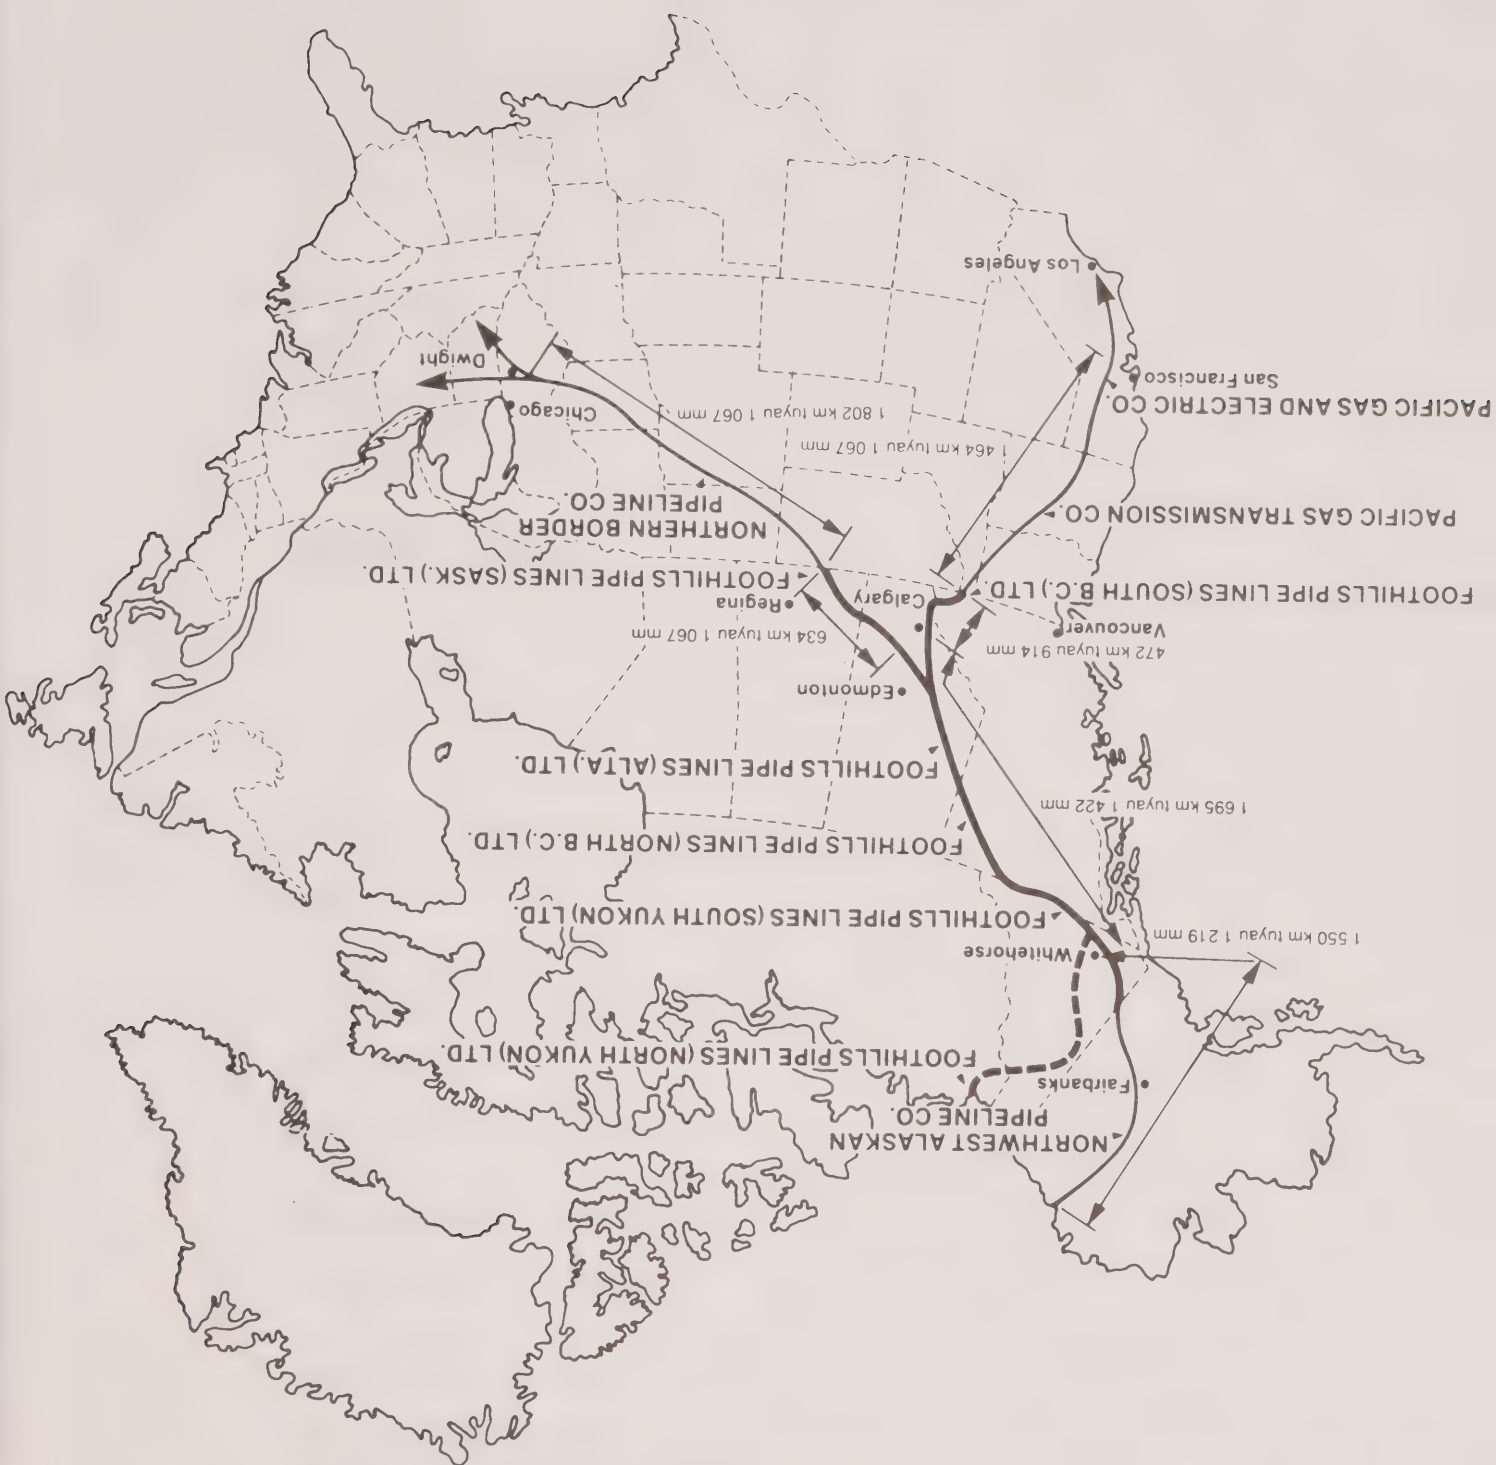 NORTHWEST ALASKAN
PIPELINE CO.
Fairbanks
FOOTHILLS PIPE LINES (NORTH YUKON) LTD.
1 550 km tuyau 1 219 mm
Whitehorse
FOOTHILLS PIPE LINES (SOUTH YUKON) LTD.
FOOTHILLS PIPE LINES (NORTH B.C.) LTD.
1 695 km tuyau 1 422 mm
FOOTHILLS PIPE LINES (ALTA.) LTD.
Edmonton
472 km tuyau 914 mm
Vancouver
634 km tuyau 1 067 mm
Calgary
Regina
FOOTHILLS PIPE LINES (SOUTH B.C.) LTD.
FOOTHILLS PIPE LINES (SASK.) LTD.
PACIFIC GAS TRANSMISSION CO.
NORTHERN BORDER
PIPELINE CO.
1 464 km tuyau 1 067 mm
1 802 km tuyau 1 067 mm
PACIFIC GAS AND ELECTRIC CO.
Chicago
San Francisco
Dwight
Los Angeles